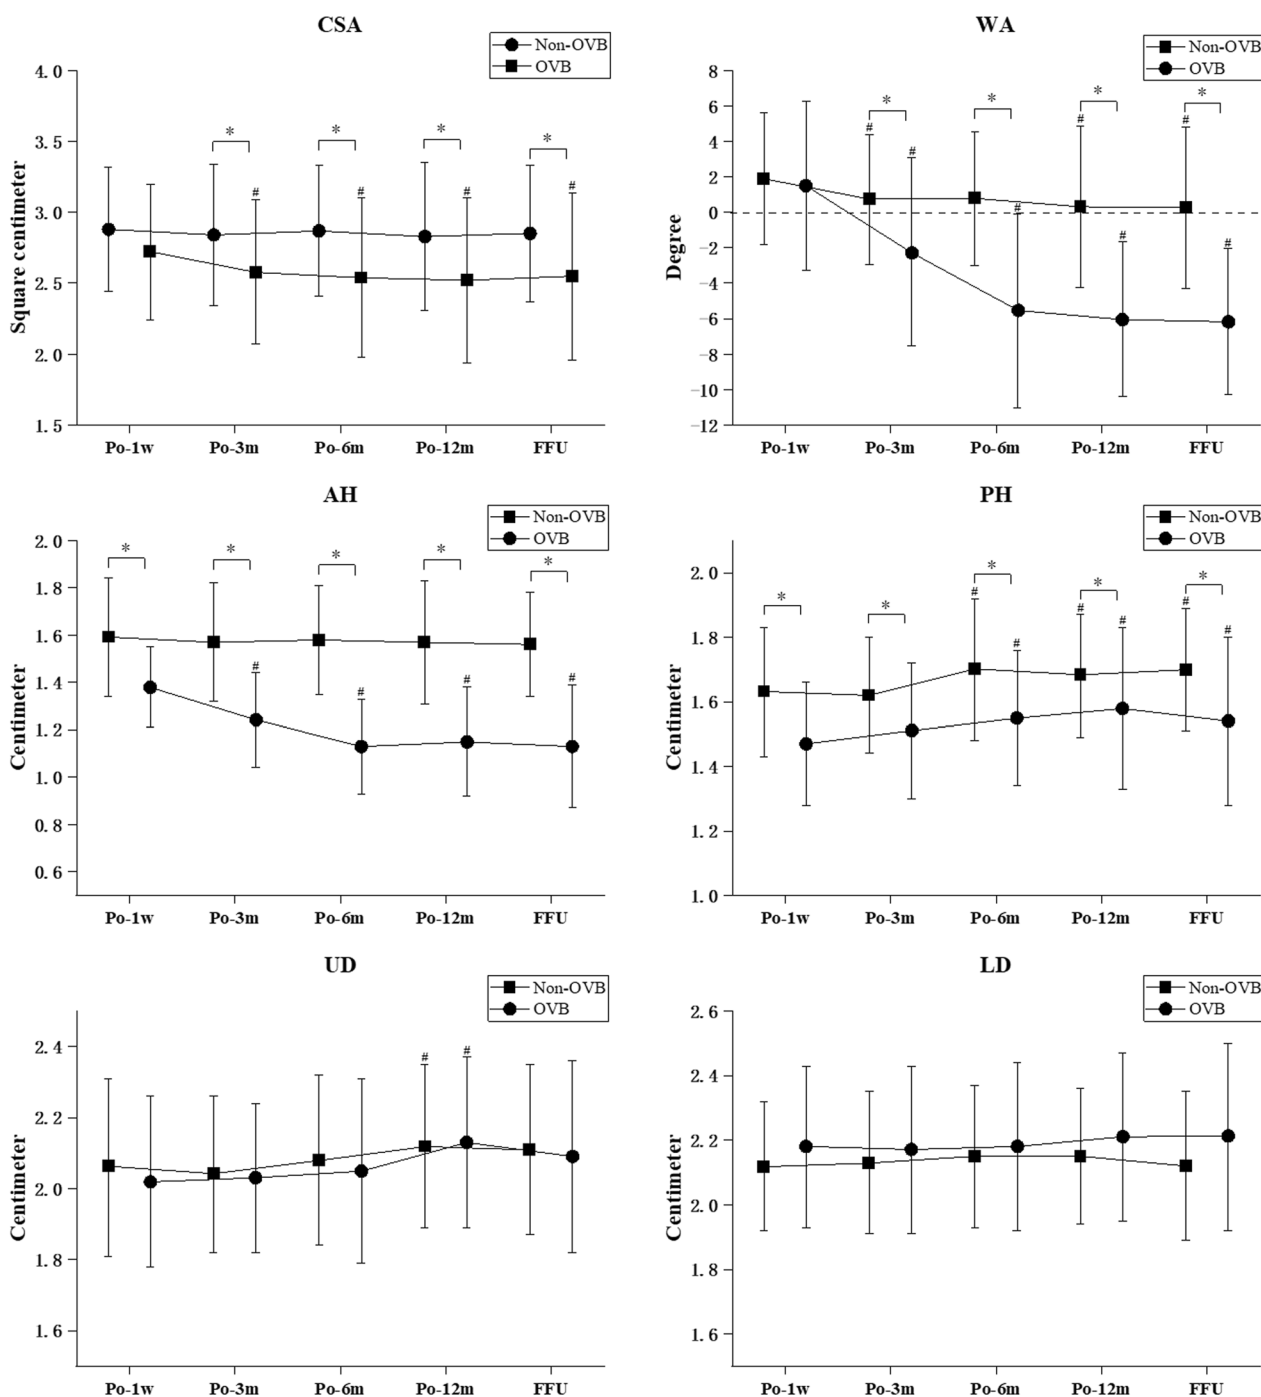 CSA
Non-OVB
OVB
Square centimeter
4.0
3.5
3.0
2.5
2.0
1.5
* * * *
# # # #
Po-1w Po-3m Po-6m Po-12m FFU
WA
Non-OVB
OVB
Degree
8
6
4
2
0
−2
−4
−6
−8
−10
−12
* * * *
# # # # # # #
Po-1w Po-3m Po-6m Po-12m FFU
AH
Non-OVB
OVB
Centimeter
2.0
1.8
1.6
1.4
1.2
1.0
0.8
0.6
* * * * *
# # # #
Po-1w Po-3m Po-6m Po-12m FFU
PH
Non-OVB
OVB
Centimeter
2.0
1.8
1.6
1.4
1.2
1.0
* * * * *
# # # # # #
Po-1w Po-3m Po-6m Po-12m FFU
UD
Non-OVB
OVB
Centimeter
2.4
2.2
2.0
1.8
1.6
# #
Po-1w Po-3m Po-6m Po-12m FFU
LD
Non-OVB
OVB
Centimeter
2.6
2.4
2.2
2.0
1.8
1.6
Po-1w Po-3m Po-6m Po-12m FFU